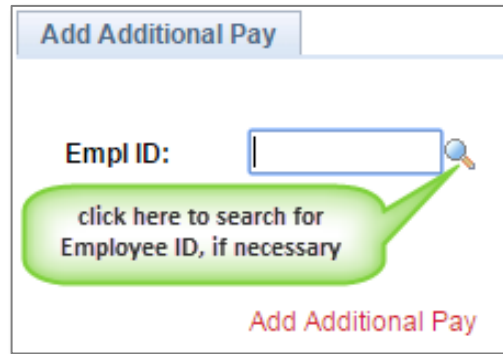 Add Additional Pay
Empl ID:
click here to search for
Employee ID, if necessary
Add Additional Pay